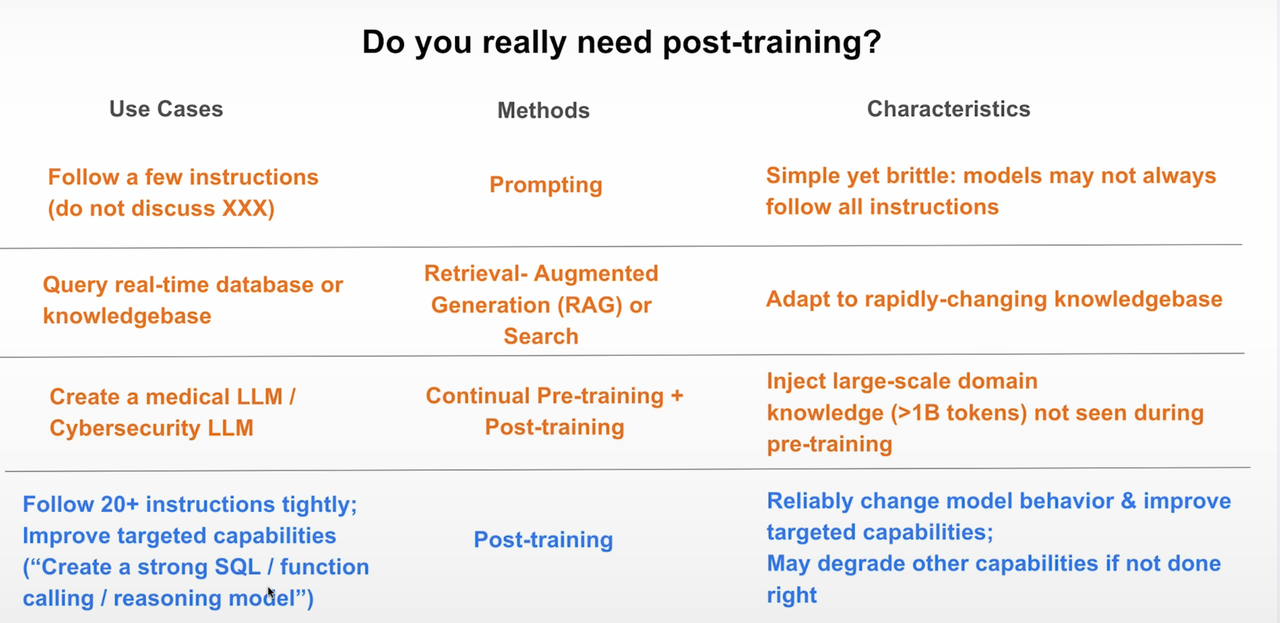 Do you really need post-training?
Use Cases
Methods
Characteristics
Follow a few instructions
(do not discuss XXX)
Prompting
Simple yet brittle: models may not always
follow all instructions
Query real-time database or
knowledgebase
Retrieval- Augmented
Generation (RAG) or
Search
Adapt to rapidly-changing knowledgebase
Create a medical LLM /
Cybersecurity LLM
Continual Pre-training +
Post-training
Inject large-scale domain
knowledge (>1B tokens) not seen during
pre-training
Follow 20+ instructions tightly;
Improve targeted capabilities
(“Create a strong SQL / function
calling / reasoning model”)
Post-training
Reliably change model behavior & improve
targeted capabilities;
May degrade other capabilities if not done
right